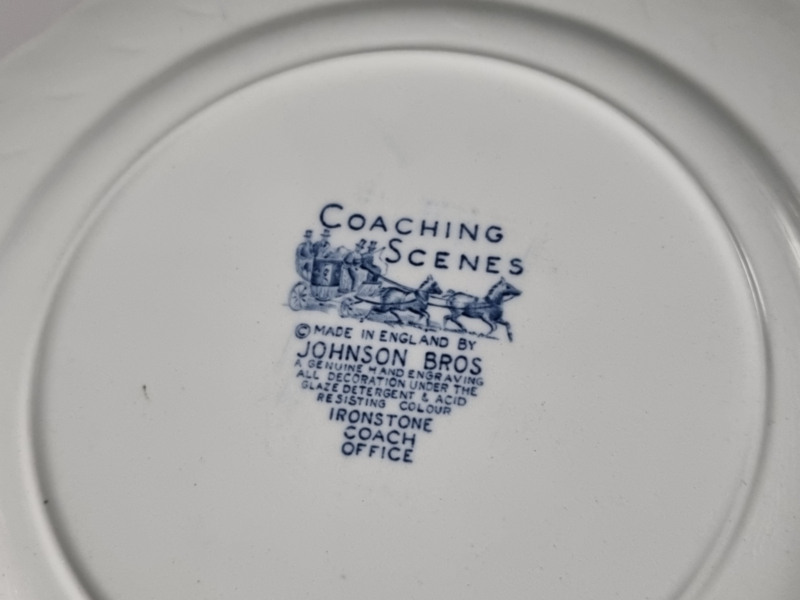 COACHING
SCENES
© MADE IN ENGLAND BY
JOHNSON BROS
A GENUINE HAND ENGRAVING
ALL DECORATION UNDER THE
GLAZE DETERGENT & ACID
RESISTING COLOUR
IRONSTONE
COACH
OFFICE